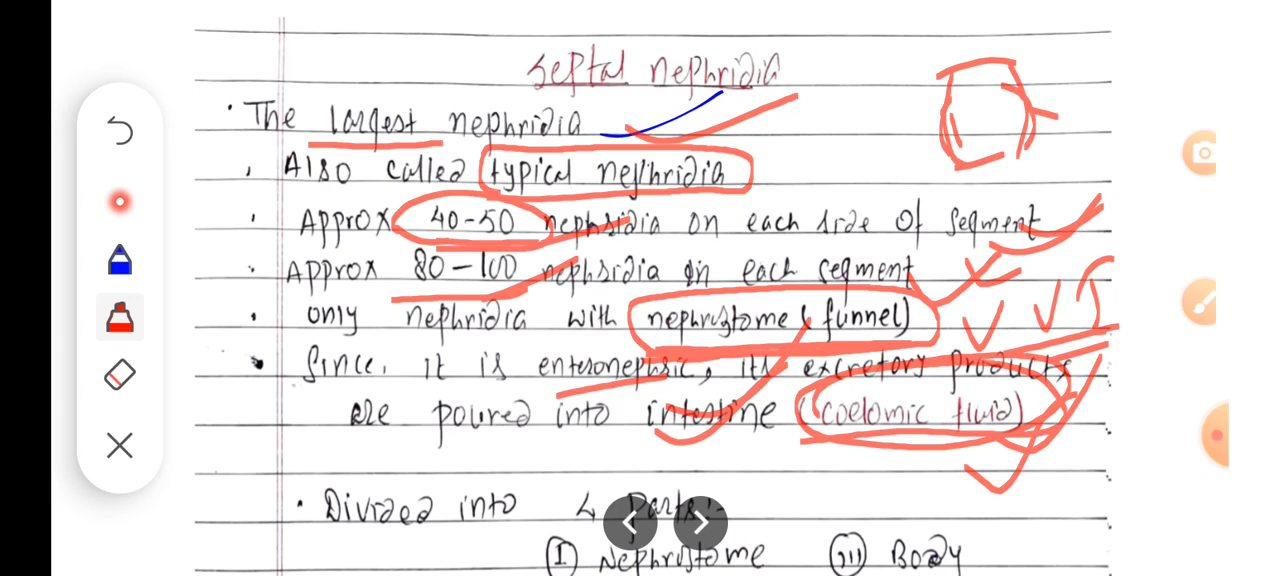 Septal Nephridia
· The largest nephridia
· Also called typical nephridia
· Approx 40-50 nephridia on each side of segment
· Approx 80-100 nephridia in each segment
· only nephridia with nephrostome (funnel)
· Since, it is enteronephric, its excretory products
are poured into intestine (coelomic fluid)
· Divided into 4 parts:-
(I) Nephrostome (iii) Body